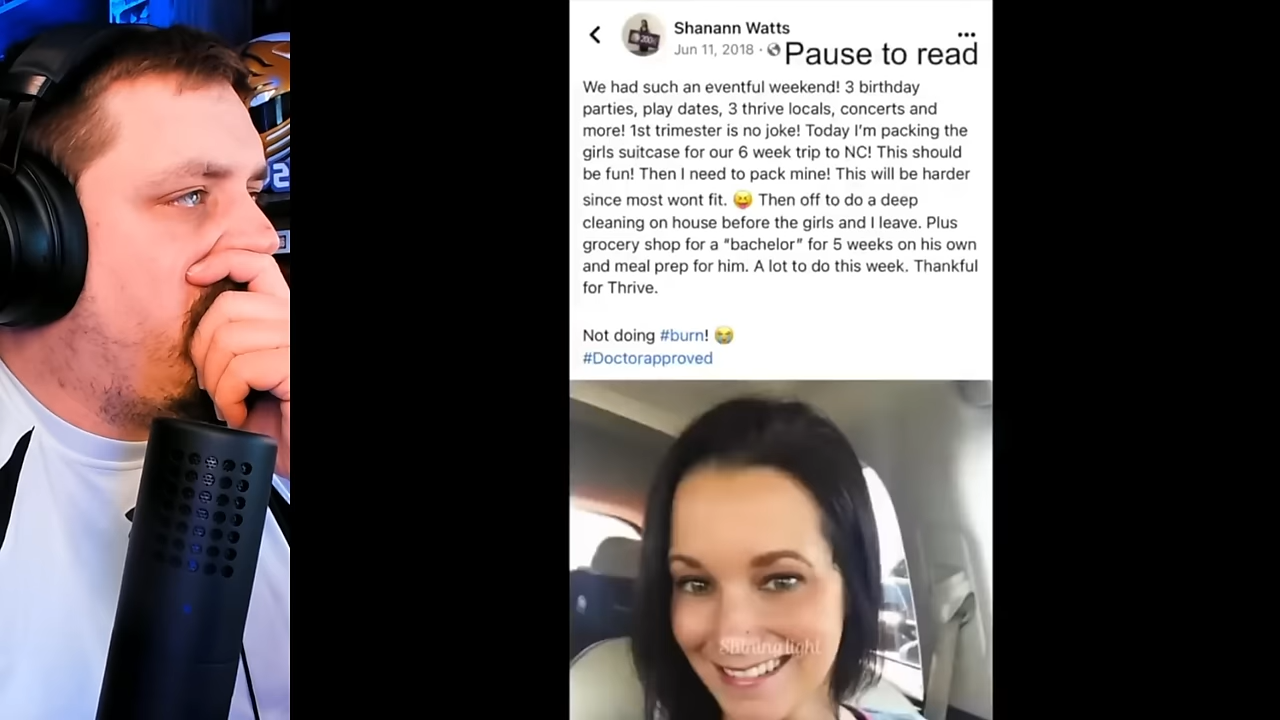 Shanann Watts
Jun 11, 2018 ·
Pause to read
We had such an eventful weekend! 3 birthday
parties, play dates, 3 thrive locals, concerts and
more! 1st trimester is no joke! Today I'm packing the
girls suitcase for our 6 week trip to NC! This should
be fun! Then I need to pack mine! This will be harder
since most wont fit. 😝 Then off to do a deep
cleaning on house before the girls and I leave. Plus
grocery shop for a “bachelor” for 5 weeks on his own
and meal prep for him. A lot to do this week. Thankful
for Thrive.
Not doing #burn! 😭
#Doctorapproved
Shining light